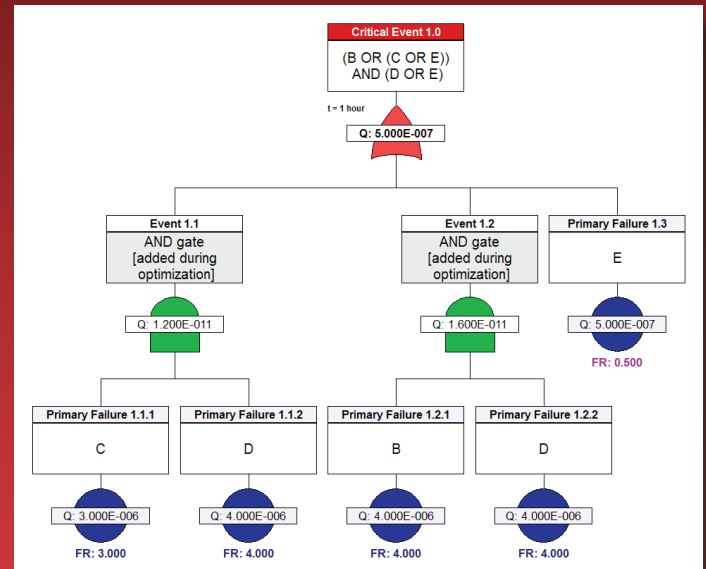 Critical Event 1.0
(B OR (C OR E))
AND (D OR E)
t = 1 hour
Q: 5.000E-007
Event 1.1
AND gate
[added during
optimization]
Q: 1.200E-011
Event 1.2
AND gate
[added during
optimization]
Q: 1.600E-011
Primary Failure 1.3
E
Q: 5.000E-007
FR: 0.500
Primary Failure 1.1.1
C
Q: 3.000E-006
FR: 3.000
Primary Failure 1.1.2
D
Q: 4.000E-006
FR: 4.000
Primary Failure 1.2.1
B
Q: 4.000E-006
FR: 4.000
Primary Failure 1.2.2
D
Q: 4.000E-006
FR: 4.000